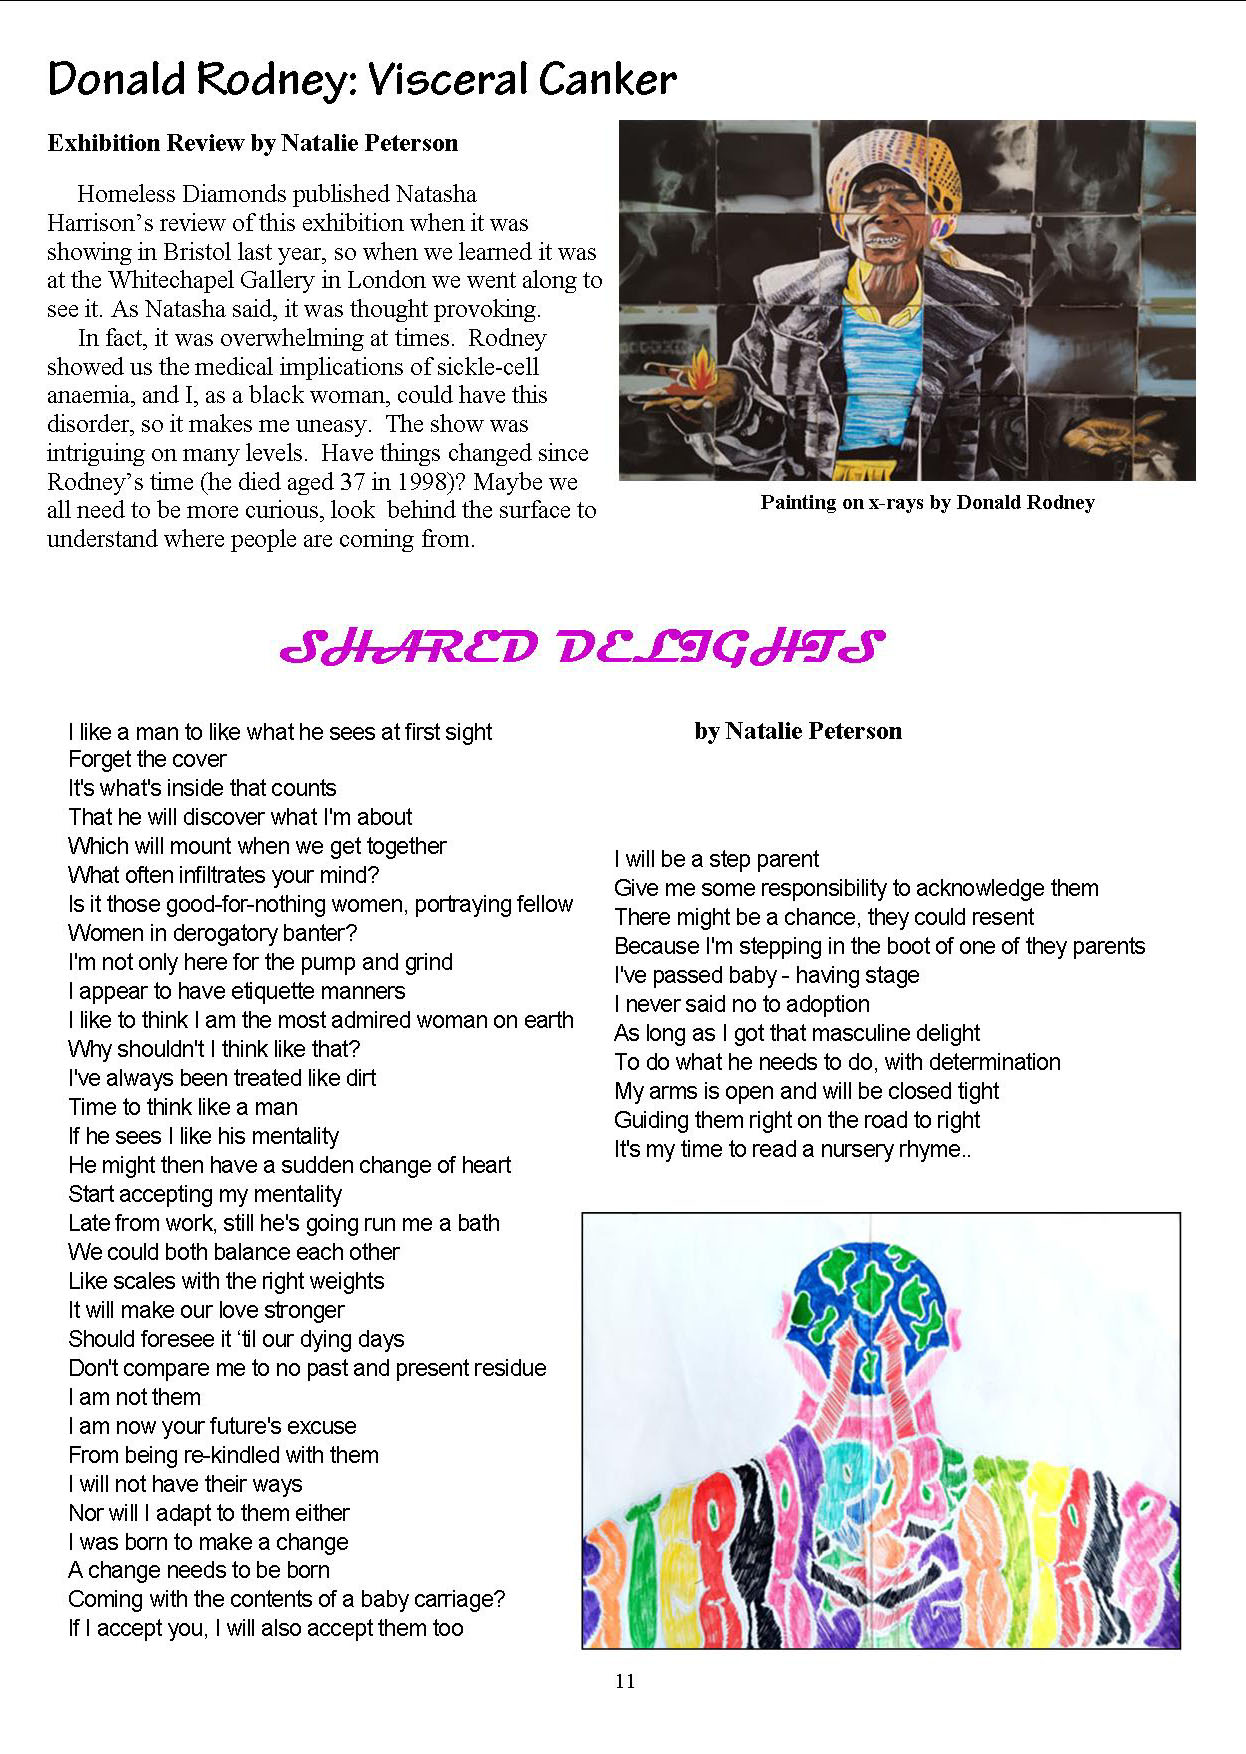 Donald Rodney: Visceral Canker
Exhibition Review by Natalie Peterson
Homeless Diamonds published Natasha
Harrison’s review of this exhibition when it was
showing in Bristol last year, so when we learned it was
at the Whitechapel Gallery in London we went along to
see it. As Natasha said, it was thought provoking.
In fact, it was overwhelming at times.  Rodney
showed us the medical implications of sickle-cell
anaemia, and I, as a black woman, could have this
disorder, so it makes me uneasy.  The show was
intriguing on many levels.  Have things changed since
Rodney’s time (he died aged 37 in 1998)? Maybe we
all need to be more curious, look  behind the surface to
understand where people are coming from.
Painting on x-rays by Donald Rodney
SHARED DELIGHTS
by Natalie Peterson
I like a man to like what he sees at first sight
Forget the cover
It's what's inside that counts
That he will discover what I'm about
Which will mount when we get together
What often infiltrates your mind?
Is it those good-for-nothing women, portraying fellow
Women in derogatory banter?
I'm not only here for the pump and grind
I appear to have etiquette manners
I like to think I am the most admired woman on earth
Why shouldn't I think like that?
I've always been treated like dirt
Time to think like a man
If he sees I like his mentality
He might then have a sudden change of heart
Start accepting my mentality
Late from work, still he's going run me a bath
We could both balance each other
Like scales with the right weights
It will make our love stronger
Should foresee it ‘til our dying days
Don't compare me to no past and present residue
I am not them
I am now your future's excuse
From being re-kindled with them
I will not have their ways
Nor will I adapt to them either
I was born to make a change
A change needs to be born
Coming with the contents of a baby carriage?
If I accept you, I will also accept them too
I will be a step parent
Give me some responsibility to acknowledge them
There might be a chance, they could resent
Because I'm stepping in the boot of one of they parents
I've passed baby - having stage
I never said no to adoption
As long as I got that masculine delight
To do what he needs to do, with determination
My arms is open and will be closed tight
Guiding them right on the road to right
It's my time to read a nursery rhyme..
11